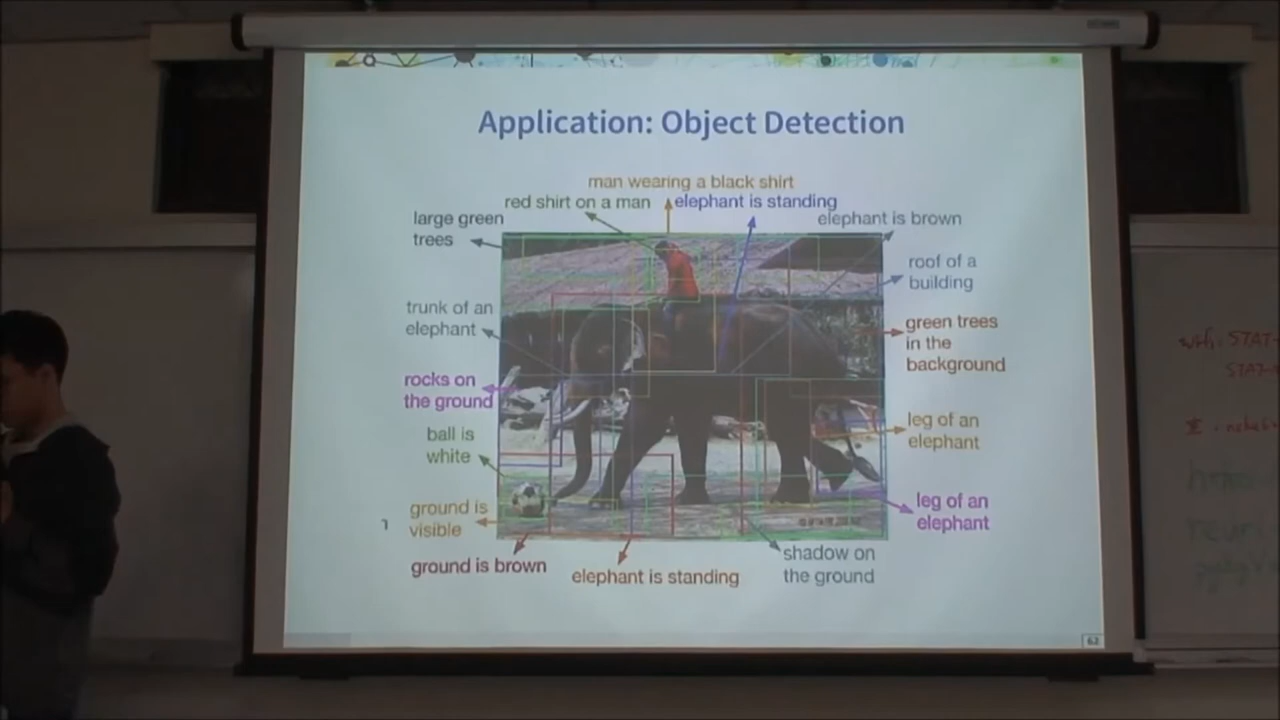 Application: Object Detection
man wearing a black shirt
red shirt on a man
elephant is standing
large green
trees
elephant is brown
roof of a
building
trunk of an
elephant
green trees
in the
background
rocks on
the ground
leg of an
elephant
ball is
white
leg of an
elephant
ground is
visible
ground is brown
elephant is standing
shadow on
the ground
62
STAT-
STAT-